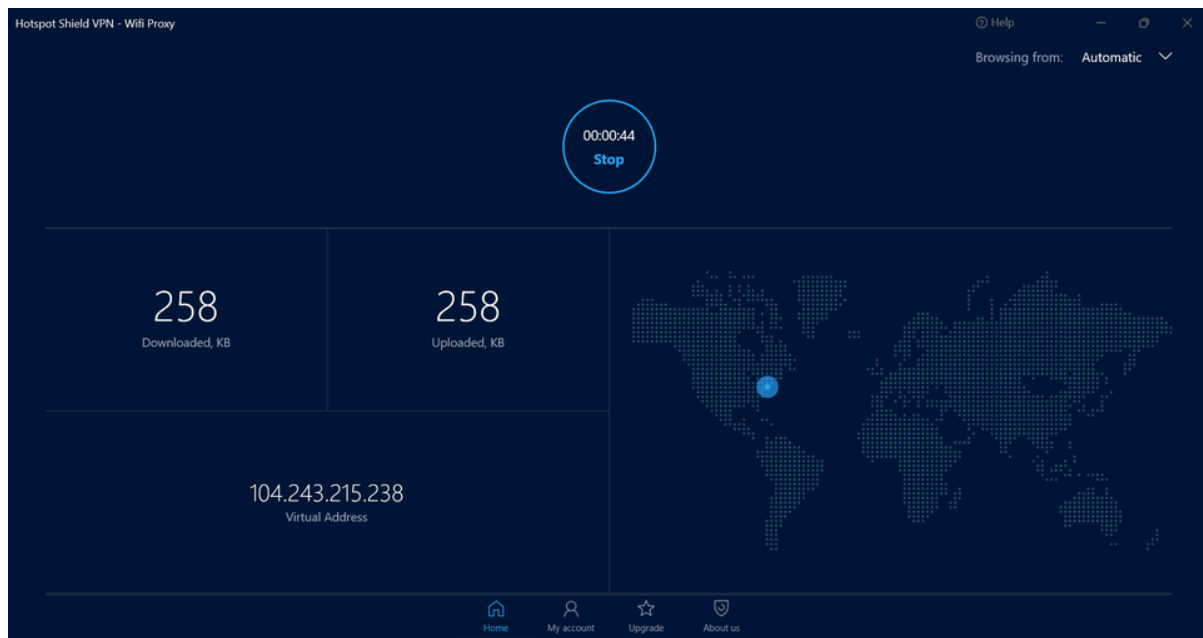 Hotspot Shield VPN - Wifi Proxy
Help
Browsing from: Automatic
00:00:44
Stop
258
Downloaded, KB
258
Uploaded, KB
104.243.215.238
Virtual Address
Home
My account
Upgrade
About us